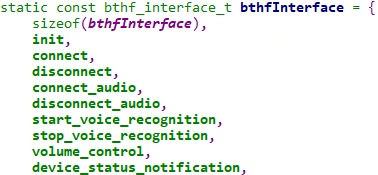 static const bthf_interface_t bthfInterface = {
    sizeof(bthfInterface),
    init,
    connect,
    disconnect,
    connect_audio,
    disconnect_audio,
    start_voice_recognition,
    stop_voice_recognition,
    volume_control,
    device_status_notification,